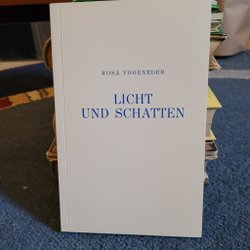 ROSA VOGENEDER
LICHT
UND SCHATTEN